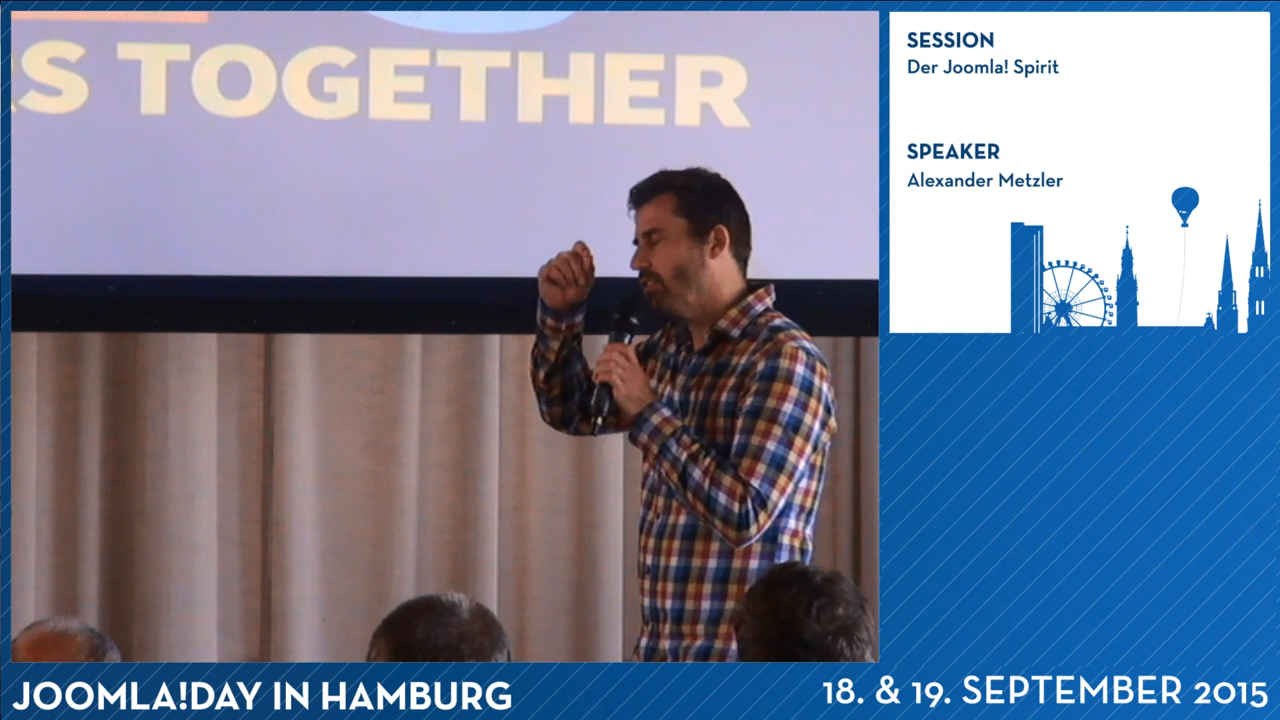 S TOGETHER
SESSION
Der Joomla! Spirit
SPEAKER
Alexander Metzler
JOOMLA!DAY IN HAMBURG
18. & 19. SEPTEMBER 2015